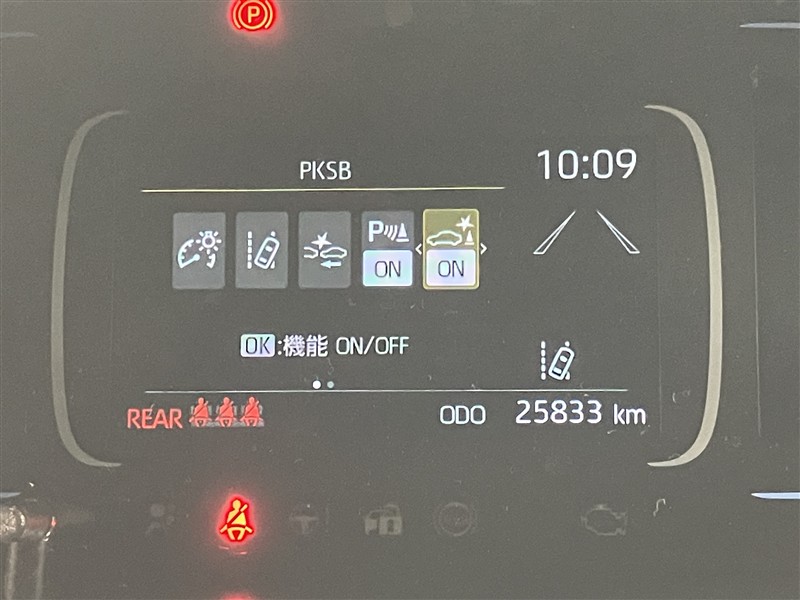 P
PKSB
10:09
P
ON
ON
OK:機能 ON/OFF
REAR
ODO 25833 km